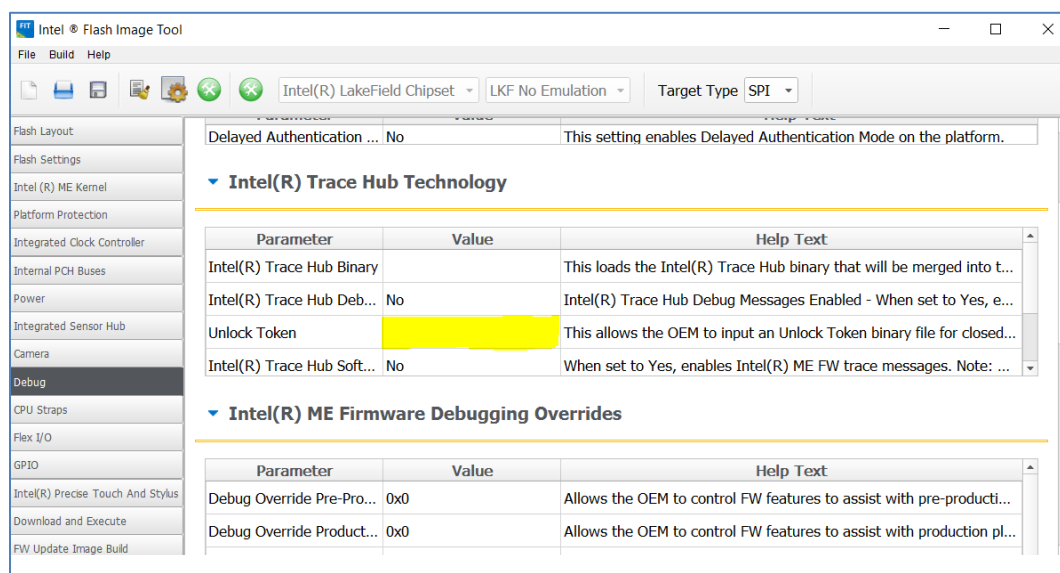 FIT Intel ® Flash Image Tool
File Build Help
Intel(R) LakeField Chipset LKF No Emulation Target Type SPI
Flash Layout
Flash Settings
Intel (R) ME Kernel
Platform Protection
Integrated Clock Controller
Internal PCH Buses
Power
Integrated Sensor Hub
Camera
Debug
CPU Straps
Flex I/O
GPIO
Intel(R) Precise Touch And Stylus
Download and Execute
FW Update Image Build
Parameter Value Help Text
Delayed Authentication ... No This setting enables Delayed Authentication Mode on the platform.
Intel(R) Trace Hub Technology
Parameter Value Help Text
Intel(R) Trace Hub Binary This loads the Intel(R) Trace Hub binary that will be merged into t...
Intel(R) Trace Hub Deb... No Intel(R) Trace Hub Debug Messages Enabled - When set to Yes, e...
Unlock Token This allows the OEM to input an Unlock Token binary file for closed...
Intel(R) Trace Hub Soft... No When set to Yes, enables Intel(R) ME FW trace messages. Note: ...
Intel(R) ME Firmware Debugging Overrides
Parameter Value Help Text
Debug Override Pre-Pro... 0x0 Allows the OEM to control FW features to assist with pre-producti...
Debug Override Product... 0x0 Allows the OEM to control FW features to assist with production pl...